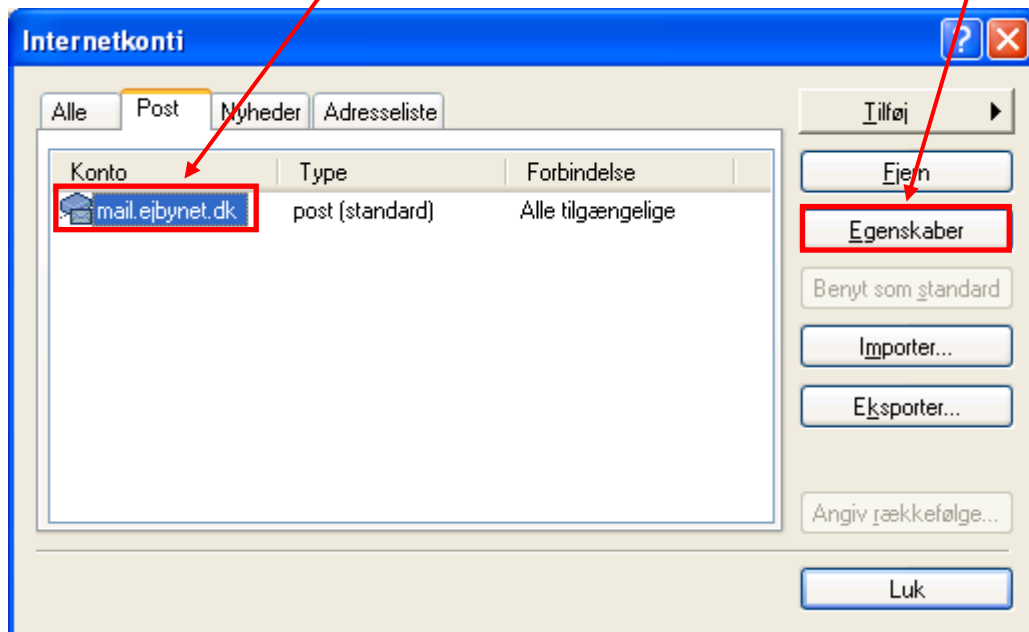 Internetkonti
Alle Post Nyheder Adresseliste
Tilføj
Konto Type Forbindelse
Fjern
mail.ejbynet.dk post (standard) Alle tilgængelige
Egenskaber
Benyt som standard
Importer...
Eksporter...
Angiv rækkefølge...
Luk